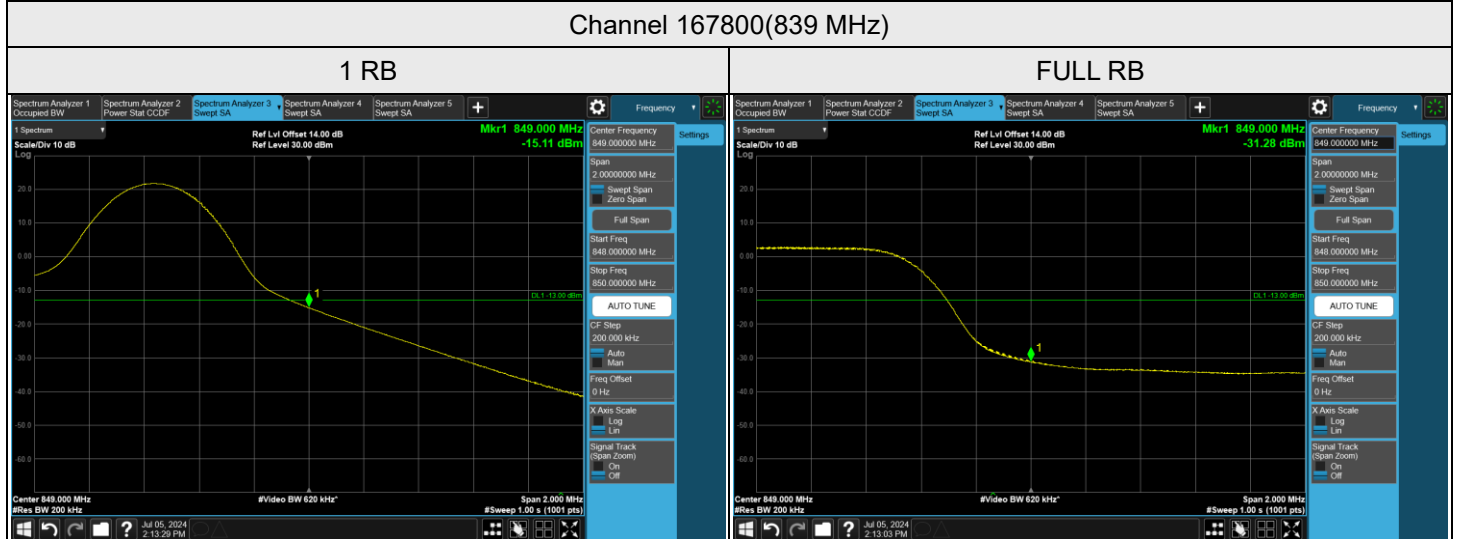 Channel 167800(839 MHz)
1 RB
FULL RB
Spectrum Analyzer 1
Occupied BW
Spectrum Analyzer 2
Power Stat CCDF
Spectrum Analyzer 3
Swept SA
Spectrum Analyzer 4
Swept SA
Spectrum Analyzer 5
Swept SA
+
Frequency
1 Spectrum
Scale/Div 10 dB
Log
Ref Lvl Offset 14.00 dB
Ref Level 30.00 dBm
Mkr1 849.000 MHz
-15.11 dBm
20.0
10.0
0.00
-10.0
-20.0
-30.0
-40.0
-50.0
-60.0
1
DL1 -13.00 dBm
Center 849.000 MHz
#Res BW 200 kHz
#Video BW 620 kHz*
Span 2.000 MHz
#Sweep 1.00 s (1001 pts)
Center Frequency
849.000000 MHz
Settings
Span
2.00000000 MHz
Swept Span
Zero Span
Full Span
Start Freq
848.000000 MHz
Stop Freq
850.000000 MHz
AUTO TUNE
CF Step
200.000 kHz
Auto
Man
Freq Offset
0 Hz
X Axis Scale
Log
Lin
Signal Track
(Span Zoom)
On
Off
?
Jul 05, 2024
2:13:29 PM
Spectrum Analyzer 1
Occupied BW
Spectrum Analyzer 2
Power Stat CCDF
Spectrum Analyzer 3
Swept SA
Spectrum Analyzer 4
Swept SA
Spectrum Analyzer 5
Swept SA
+
Frequency
1 Spectrum
Scale/Div 10 dB
Log
Ref Lvl Offset 14.00 dB
Ref Level 30.00 dBm
Mkr1 849.000 MHz
-31.28 dBm
20.0
10.0
0.00
-10.0
-20.0
-30.0
-40.0
-50.0
-60.0
1
DL1 -13.00 dBm
Center 849.000 MHz
#Res BW 200 kHz
#Video BW 620 kHz*
Span 2.000 MHz
#Sweep 1.00 s (1001 pts)
Center Frequency
849.000000 MHz
Settings
Span
2.00000000 MHz
Swept Span
Zero Span
Full Span
Start Freq
848.000000 MHz
Stop Freq
850.000000 MHz
AUTO TUNE
CF Step
200.000 kHz
Auto
Man
Freq Offset
0 Hz
X Axis Scale
Log
Lin
Signal Track
(Span Zoom)
On
Off
?
Jul 05, 2024
2:13:03 PM